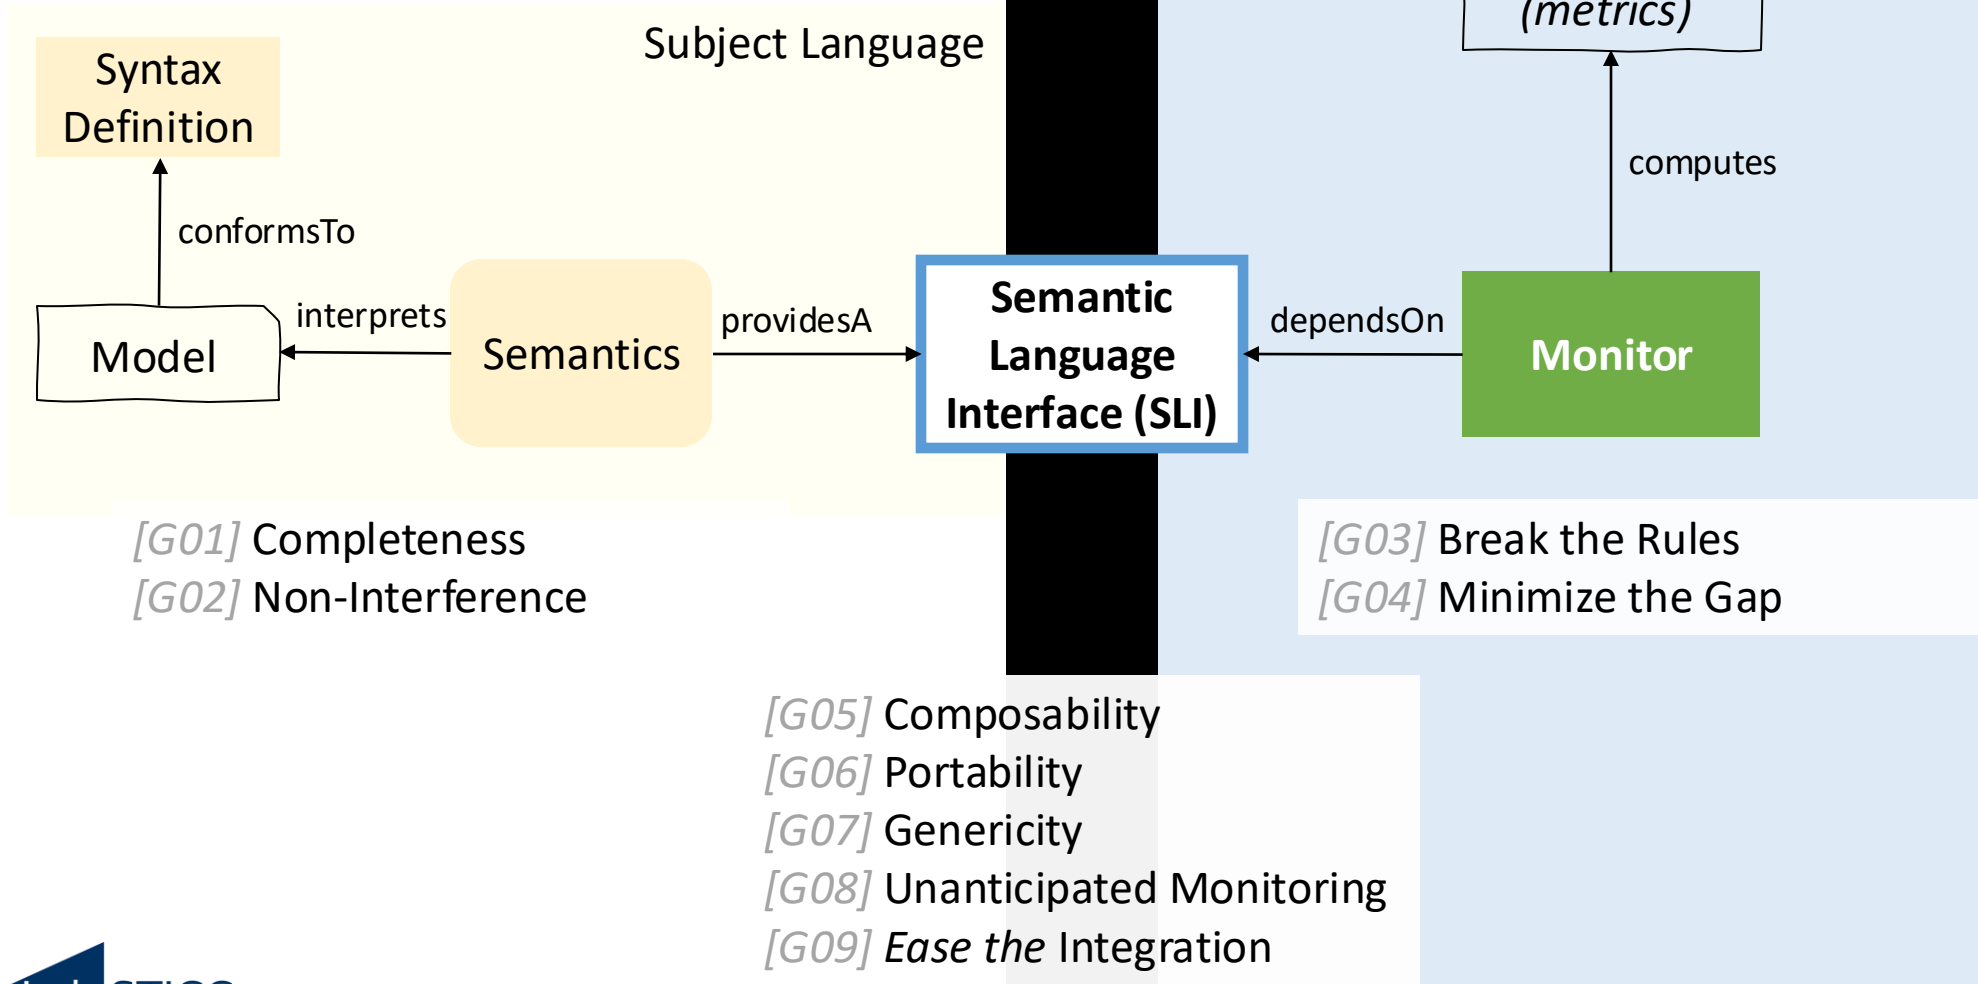 (metrics)
Subject Language
Syntax
Definition
computes
conformsTo
interprets
Model
Semantics
providesA
Semantic
Language
Interface (SLI)
dependsOn
Monitor
[G01] Completeness
[G02] Non-Interference
[G03] Break the Rules
[G04] Minimize the Gap
[G05] Composability
[G06] Portability
[G07] Genericity
[G08] Unanticipated Monitoring
[G09] Ease the Integration